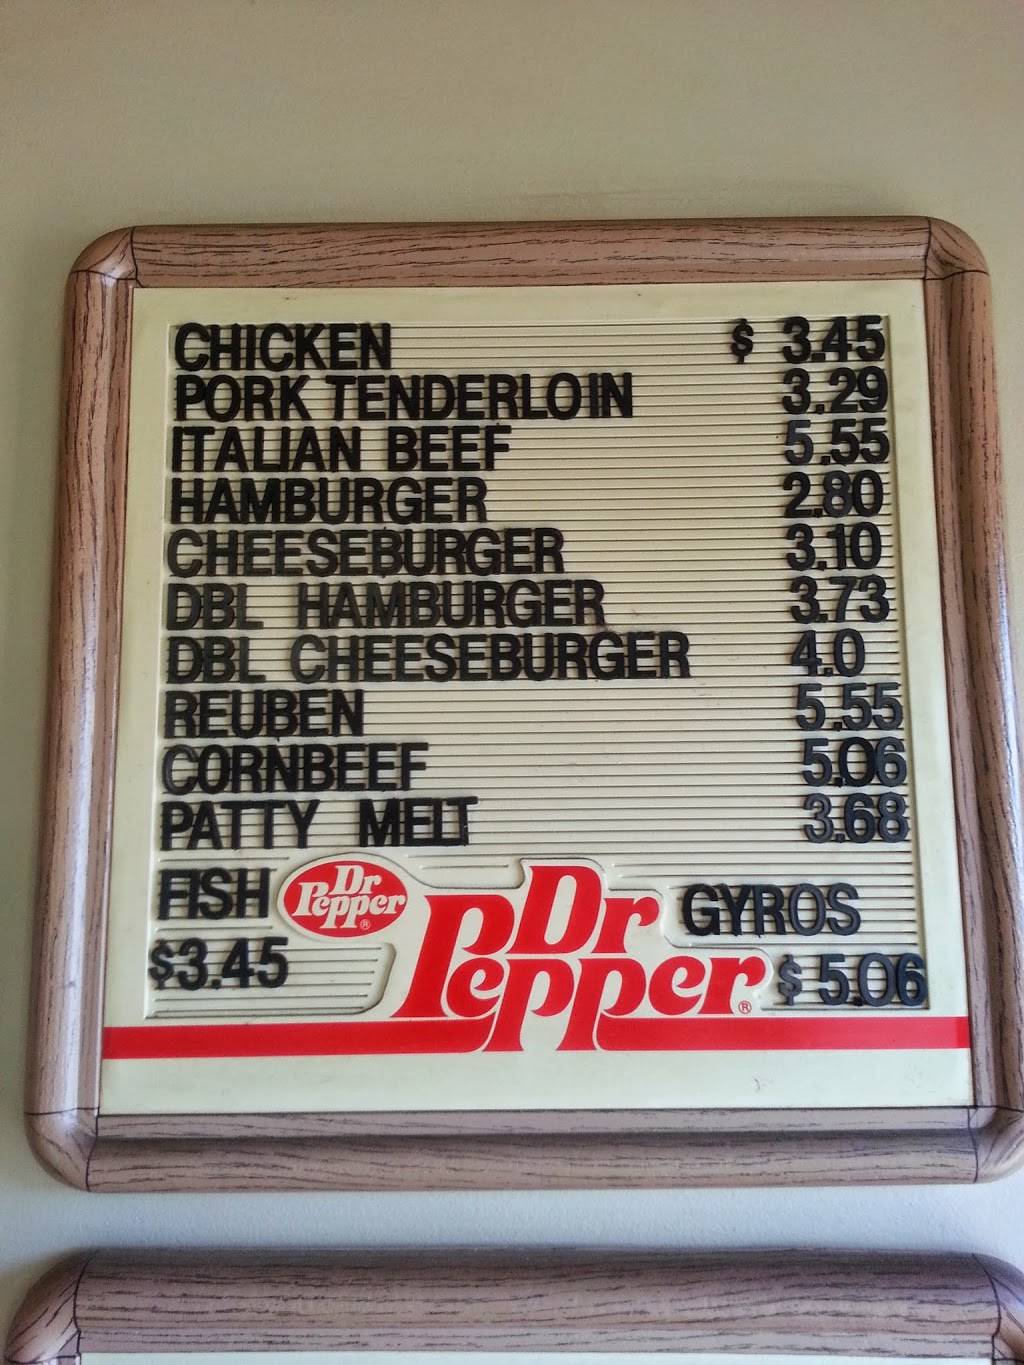 CHICKEN $ 3.45
PORK TENDERLOIN 3.29
ITALIAN BEEF 5.55
HAMBURGER 2.80
CHEESEBURGER 3.10
DBL HAMBURGER 3.73
DBL CHEESEBURGER 4.0
REUBEN 5.55
CORNBEEF 5.06
PATTY MELT 3.68
FISH
$3.45
Dr
Pepper®
Dr
Pepper®
GYROS
$ 5.06